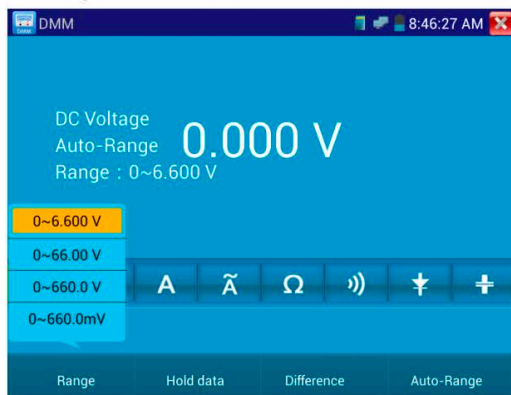 DMM
8:46:27 AM
DC Voltage
Auto-Range
0.000 V
Range : 0~6.600 V
0~6.600 V
0~66.00 V
0~660.0 V
0~660.0mV
A
Ã
Ω
Range
Hold data
Difference
Auto-Range